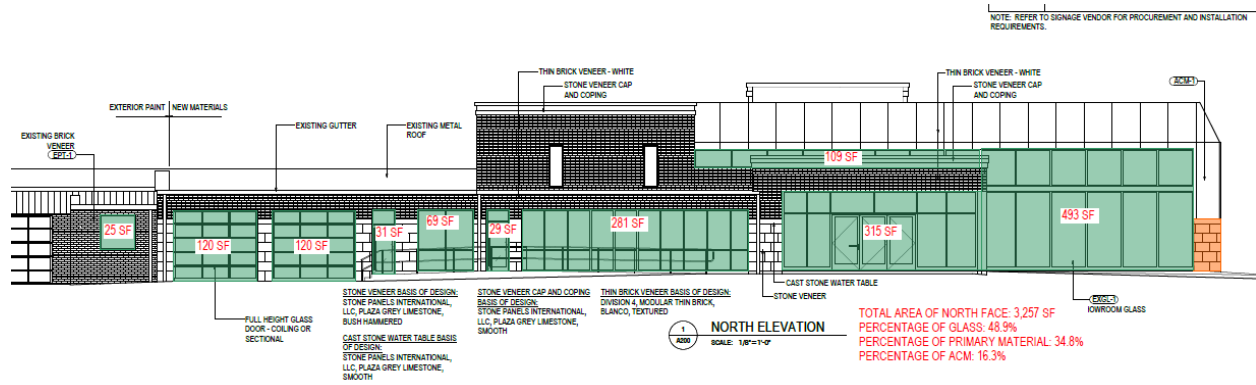 NOTE: REFER TO SIGNAGE VENDOR FOR PROCUREMENT AND INSTALLATION
REQUIREMENTS.
THIN BRICK VENEER - WHITE
STONE VENEER CAP
AND COPING
THIN BRICK VENEER - WHITE
STONE VENEER CAP
AND COPING
ACM-1
EXTERIOR PAINT
NEW MATERIALS
EXISTING BRICK
VENEER
EPT-1
EXISTING GUTTER
EXISTING METAL
ROOF
109 SF
25 SF
120 SF
120 SF
31 SF
69 SF
29 SF
281 SF
315 SF
493 SF
CAST STONE WATER TABLE
STONE VENEER
EXGL-1
IOWROOM GLASS
FULL HEIGHT GLASS
DOOR - COILING OR
SECTIONAL
STONE VENEER BASIS OF DESIGN:
STONE PANELS INTERNATIONAL,
LLC, PLAZA GREY LIMESTONE,
BUSH HAMMERED
CAST STONE WATER TABLE BASIS
OF DESIGN:
STONE PANELS INTERNATIONAL,
LLC, PLAZA GREY LIMESTONE,
SMOOTH
STONE VENEER CAP AND COPING
BASIS OF DESIGN:
STONE PANELS INTERNATIONAL,
LLC, PLAZA GREY LIMESTONE,
SMOOTH
THIN BRICK VENEER BASIS OF DESIGN:
DIVISION 4, MODULAR THIN BRICK,
BLANCO, TEXTURED
1
A200
NORTH ELEVATION
SCALE: 1/8"=1'-0"
TOTAL AREA OF NORTH FACE: 3,257 SF
PERCENTAGE OF GLASS: 48.9%
PERCENTAGE OF PRIMARY MATERIAL: 34.8%
PERCENTAGE OF ACM: 16.3%